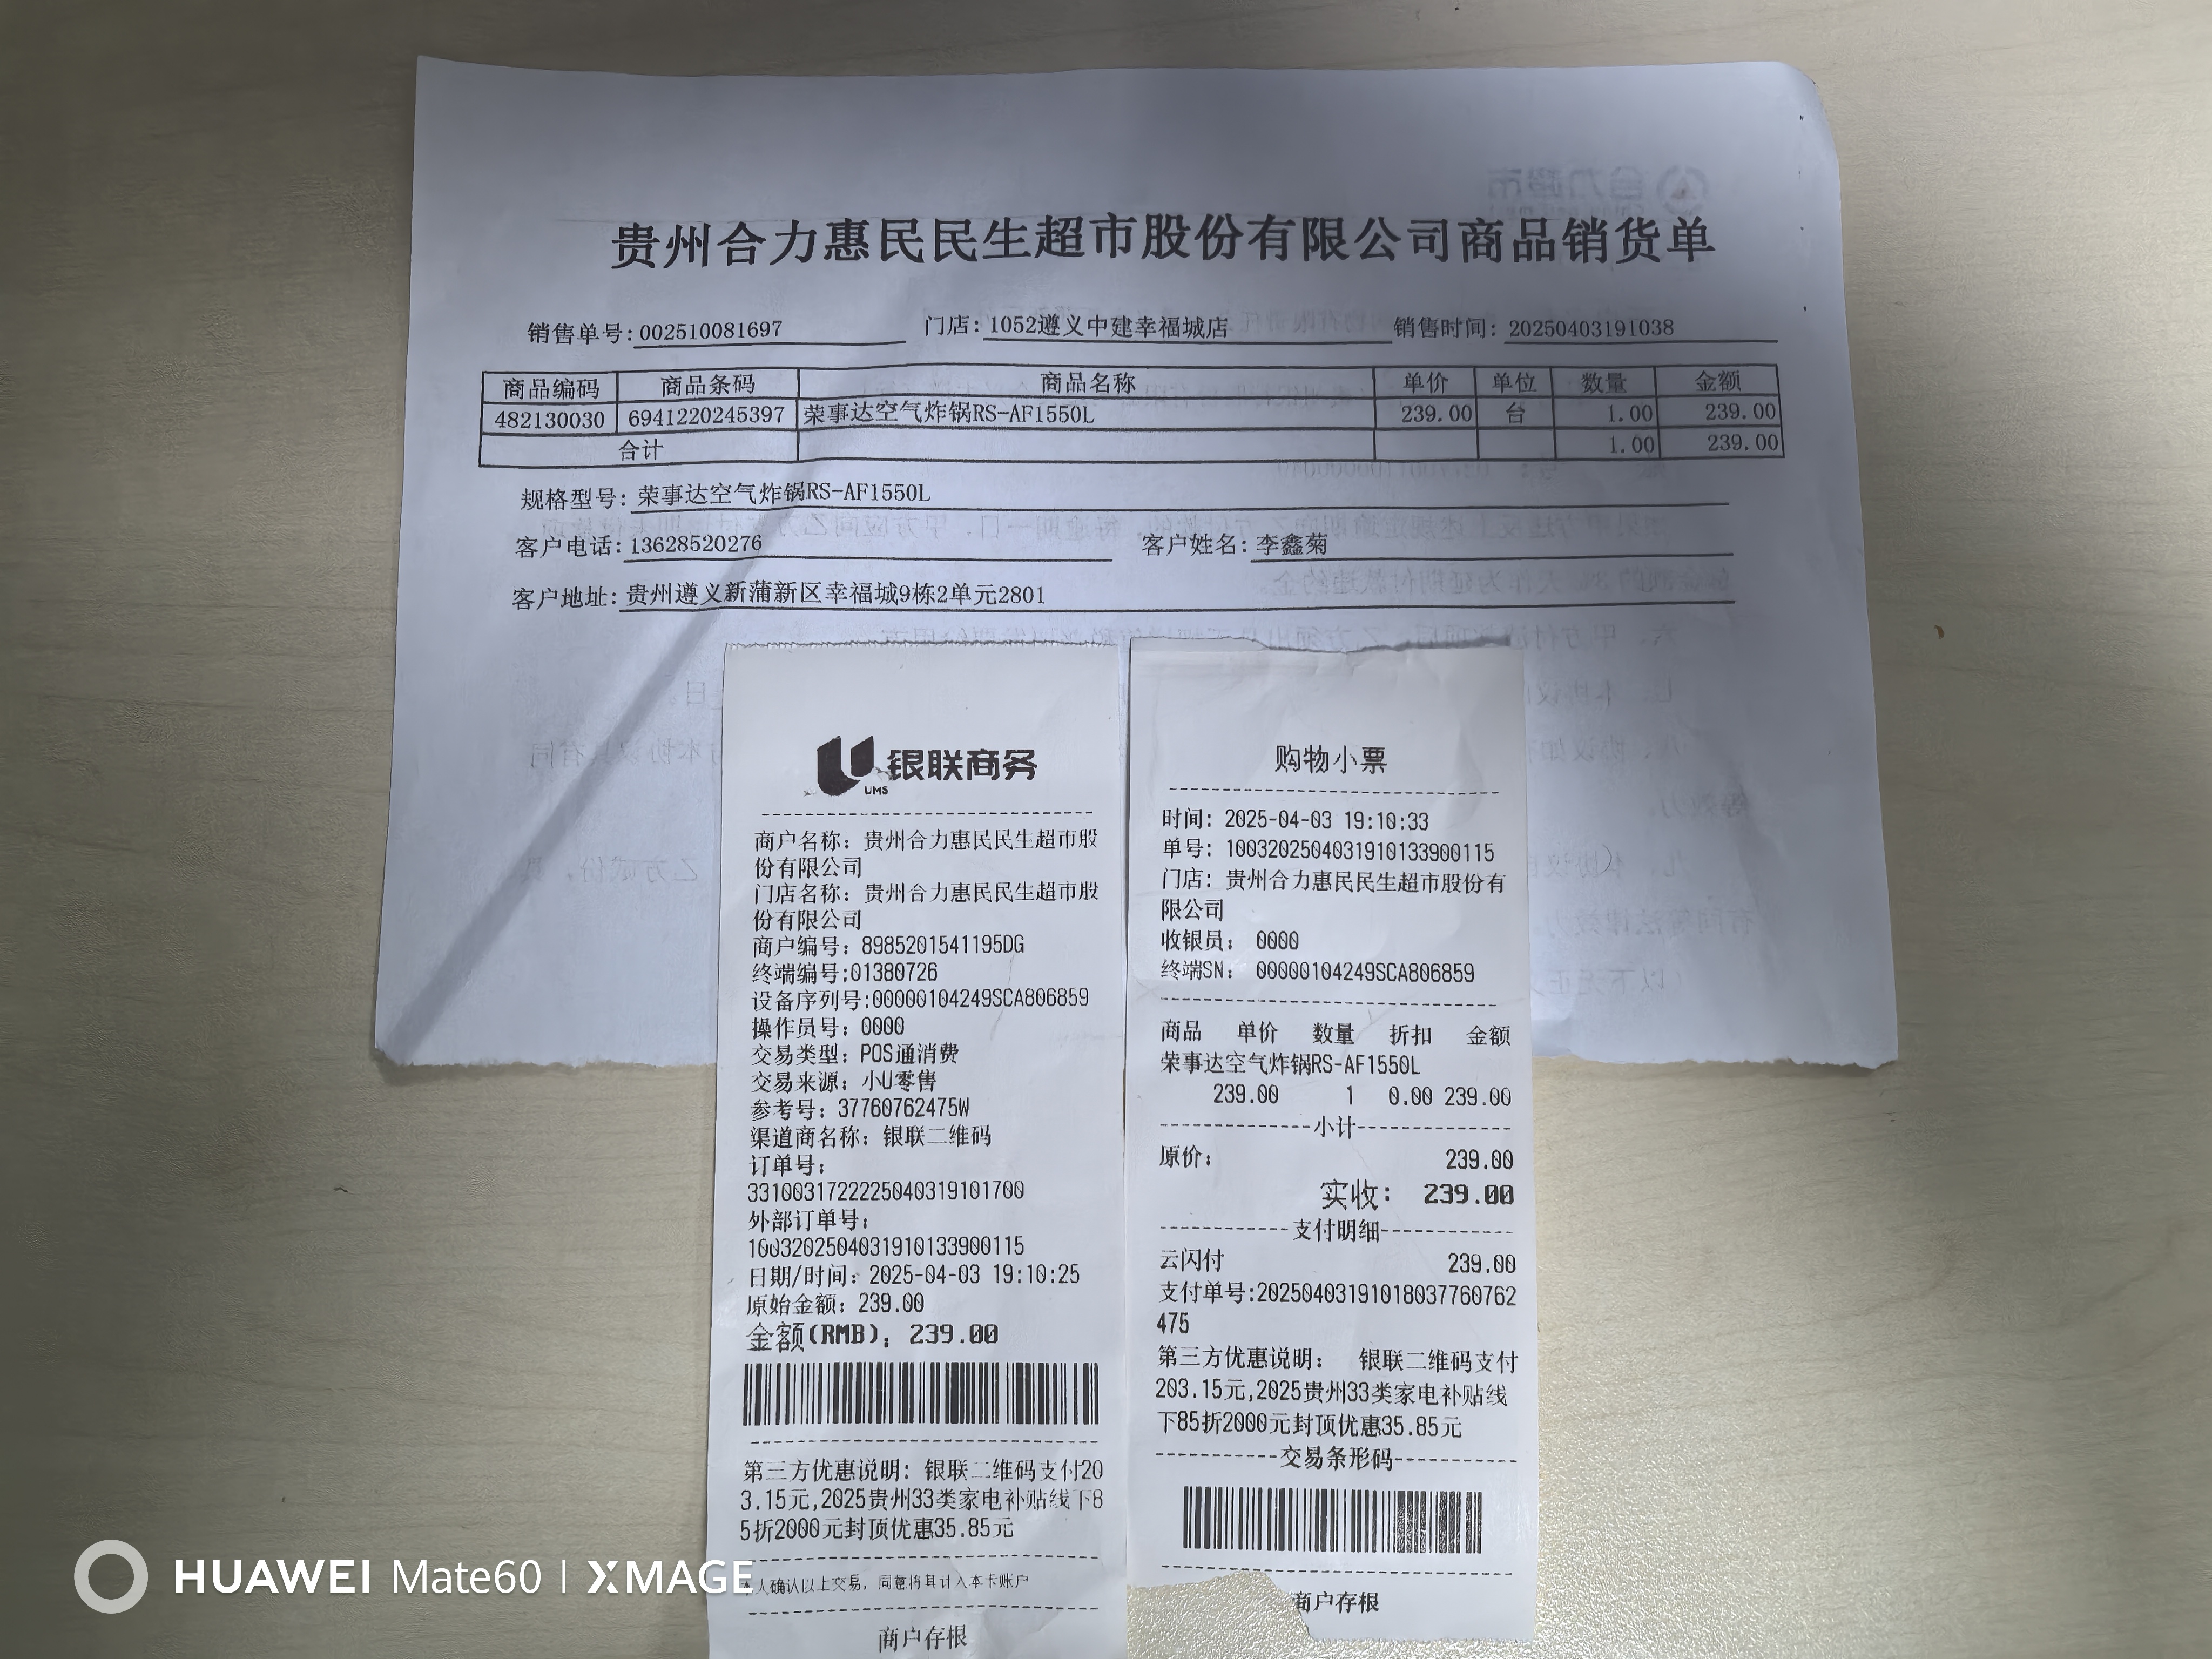 贵州合力惠民民生超市股份有限公司商品销货单
销售单号: 002510081697 门店: 1052遵义中建幸福城店 销售时间: 20250403191038
商品编码 商品条码 商品名称 单价 单位 数量 金额
482130030 6941220245397 荣事达空气炸锅RS-AF1550L 239.00 台 1.00 239.00
合计 1.00 239.00
规格型号: 荣事达空气炸锅RS-AF1550L
客户电话: 13628520276 客户姓名: 李鑫菊
客户地址: 贵州遵义新蒲新区幸福城9栋2单元2801
银联商务
UMS
商户名称: 贵州合力惠民民生超市股
份有限公司
门店名称: 贵州合力惠民民生超市股
份有限公司
商户编号: 8985201541195DG
终端编号:01380726
设备序列号:00000104249SCA806859
操作员号: 0000
交易类型: POS通消费
交易来源: 小U零售
参考号: 37760762475W
渠道商名称: 银联二维码
订单号:
33100317222225040319101700
外部订单号:
10032025040319101339001​15
日期/时间: 2025-04-03 19:10:25
原始金额: 239.00
金额(RMB): 239.00
第三方优惠说明: 银联二维码支付20
3.15元,2025贵州33类家电补贴线下8
5折2000元封顶优惠35.85元
本人确认以上交易, 同意将其计入本卡账户
商户存根
购物小票
时间: 2025-04-03 19:10:33
单号: 1003202504031910133900115
门店: 贵州合力惠民民生超市股份有
限公司
收银员: 0000
终端SN: 00000104249SCA806859
商品 单价 数量 折扣 金额
荣事达空气炸锅RS-AF1550L
239.00 1 0.00 239.00
小计
原价: 239.00
实收: 239.00
支付明细
云闪付 239.00
支付单号:20250403191018037760762
475
第三方优惠说明: 银联二维码支付
203.15元,2025贵州33类家电补贴线
下85折2000元封顶优惠35.85元
交易条形码
商户存根
HUAWEI Mate60 | XMAGE